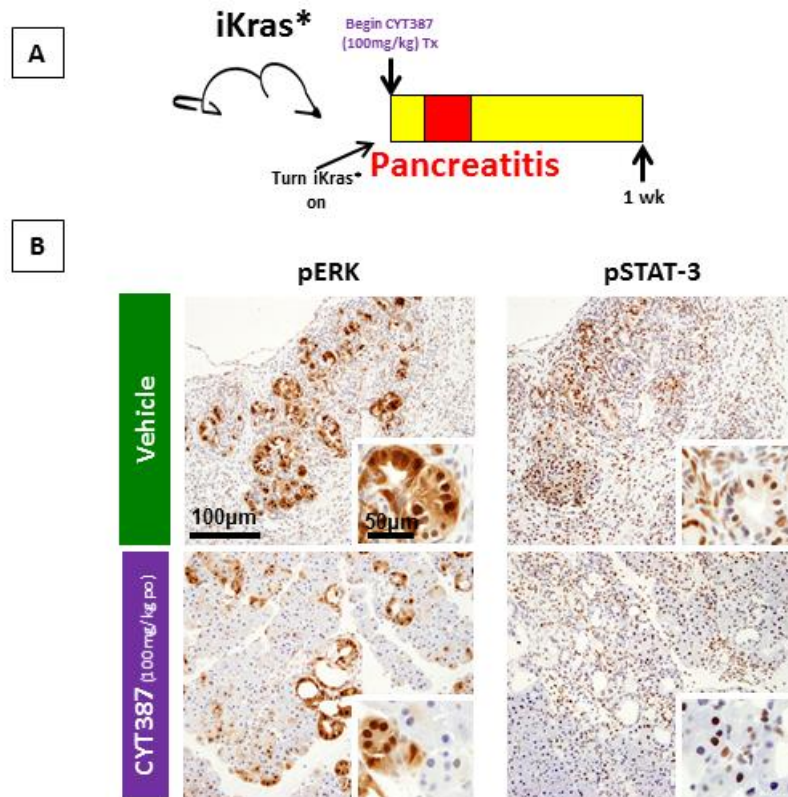 A
iKras*
Begin CYT387
(100mg/kg) Tx
Turn iKras*
on
Pancreatitis
1 wk
B
pERK
pSTAT-3
Vehicle
100µm
50µm
CYT387 (100mg/kg po)